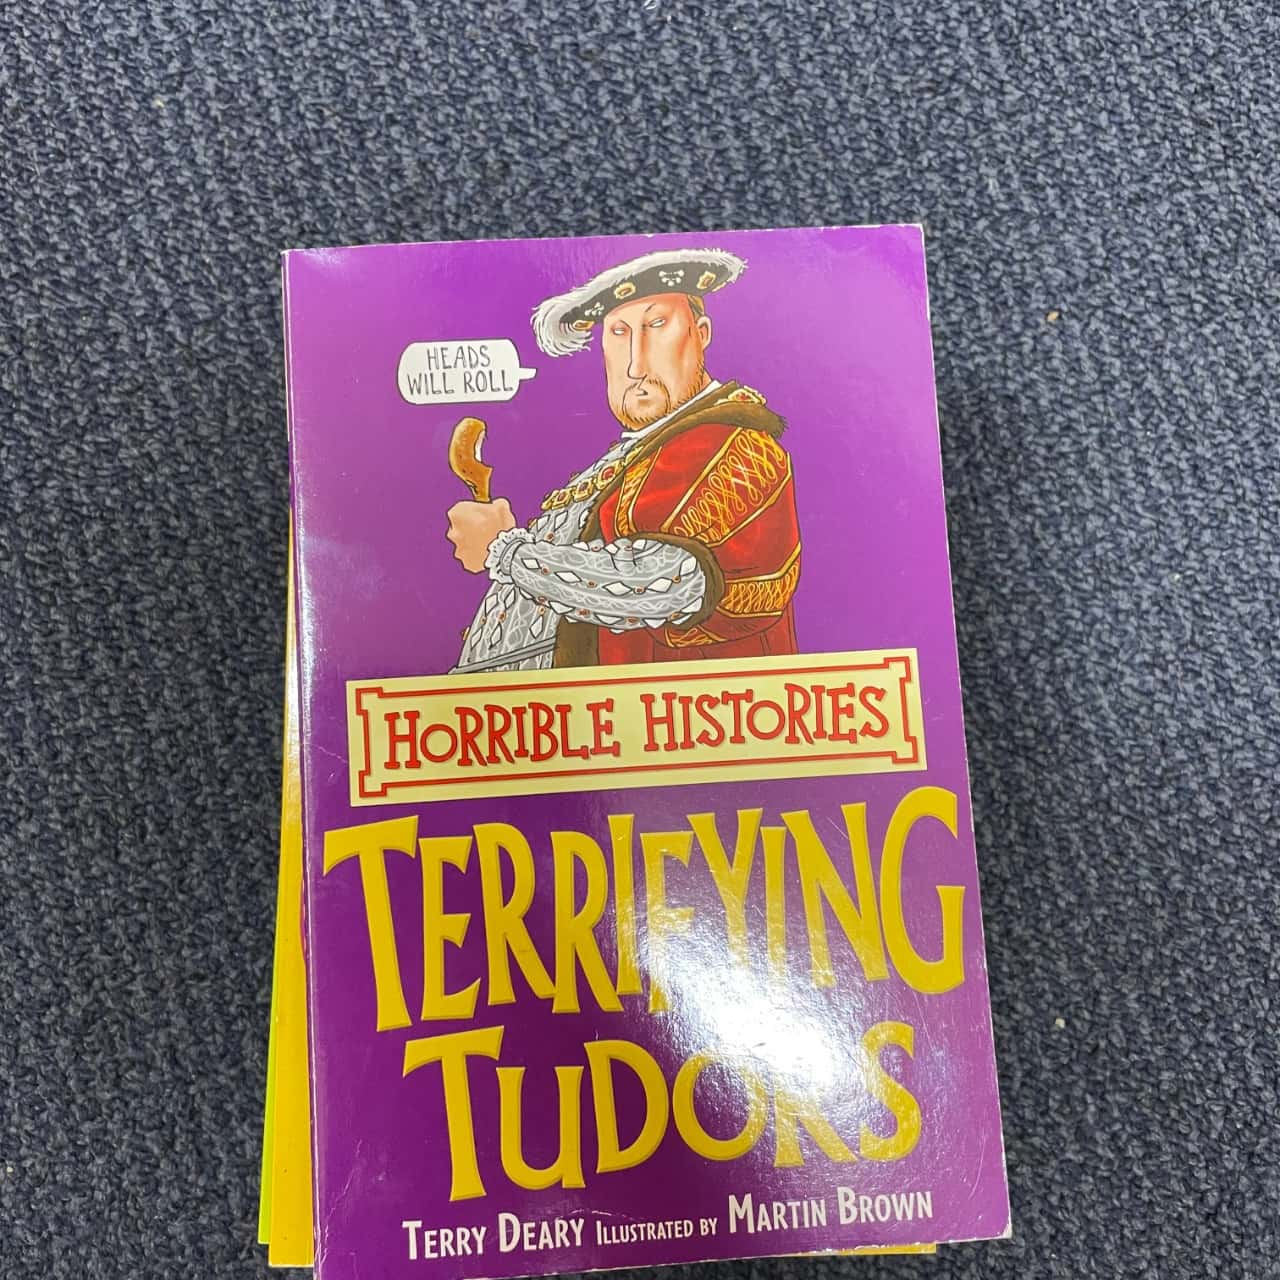 HEADS
WILL ROLL
HORRIBLE HISTORIES
TERRIFYING
TUDORS
TERRY DEARY ILLUSTRATED BY MARTIN BROWN